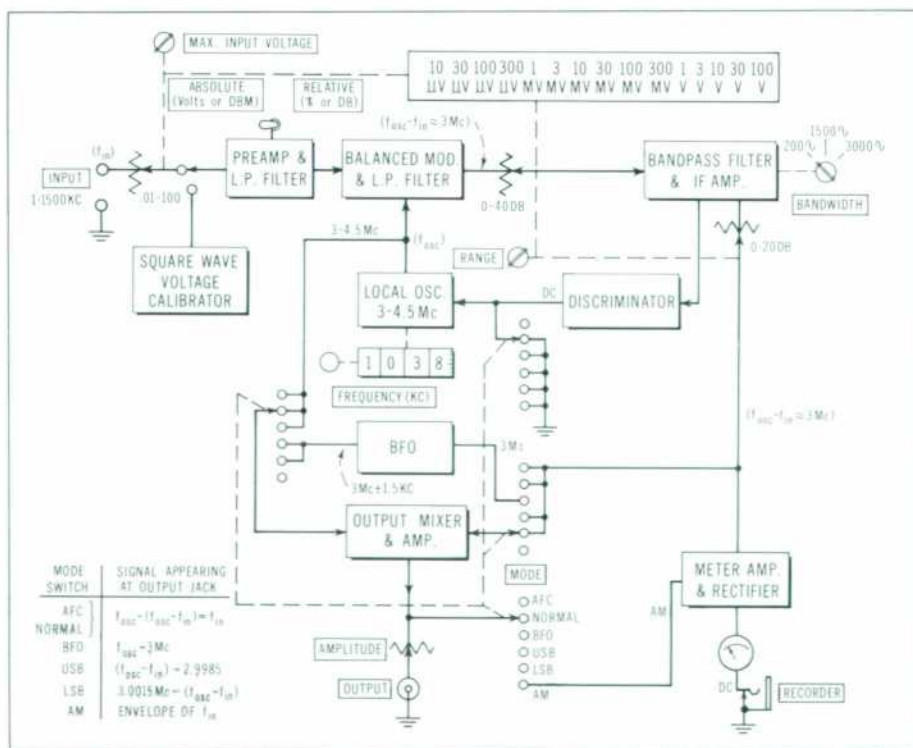 MAX. INPUT VOLTAGE
10 30 100 300 1 3 10 30 100 300 1 3 10 30 100
μV μV μV μV MV MV MV MV MV MV V V V V V
ABSOLUTE
(Volts or DBM)
RELATIVE
(% or DB)
(fosc-fin≈3Mc)
1500∿
200∿
3000∿
(fin)
INPUT
1-1500KC
.01-100
PREAMP &
L.P. FILTER
BALANCED MOD.
& L.P. FILTER
0-40DB
BANDPASS FILTER
& IF AMP.
BANDWIDTH
3-4.5Mc
(fosc)
0-20DB
SQUARE WAVE
VOLTAGE
CALIBRATOR
RANGE
LOCAL OSC.
3-4.5Mc
DC
DISCRIMINATOR
1 0 3 8
FREQUENCY (KC)
(fosc-fin≈3Mc)
BFO
3Mc
3Mc±1.5KC
OUTPUT MIXER
& AMP.
MODE
SWITCH
SIGNAL APPEARING
AT OUTPUT JACK
AFC
NORMAL
fosc-(fosc-fin)=fin
BFO
fosc-3Mc
USB
(fosc-fin)-2.9985
LSB
3.0015Mc-(fosc-fin)
AM
ENVELOPE OF fin
MODE
AFC
NORMAL
BFO
USB
LSB
AM
AMPLITUDE
OUTPUT
AM
METER AMP.
& RECTIFIER
DC
RECORDER